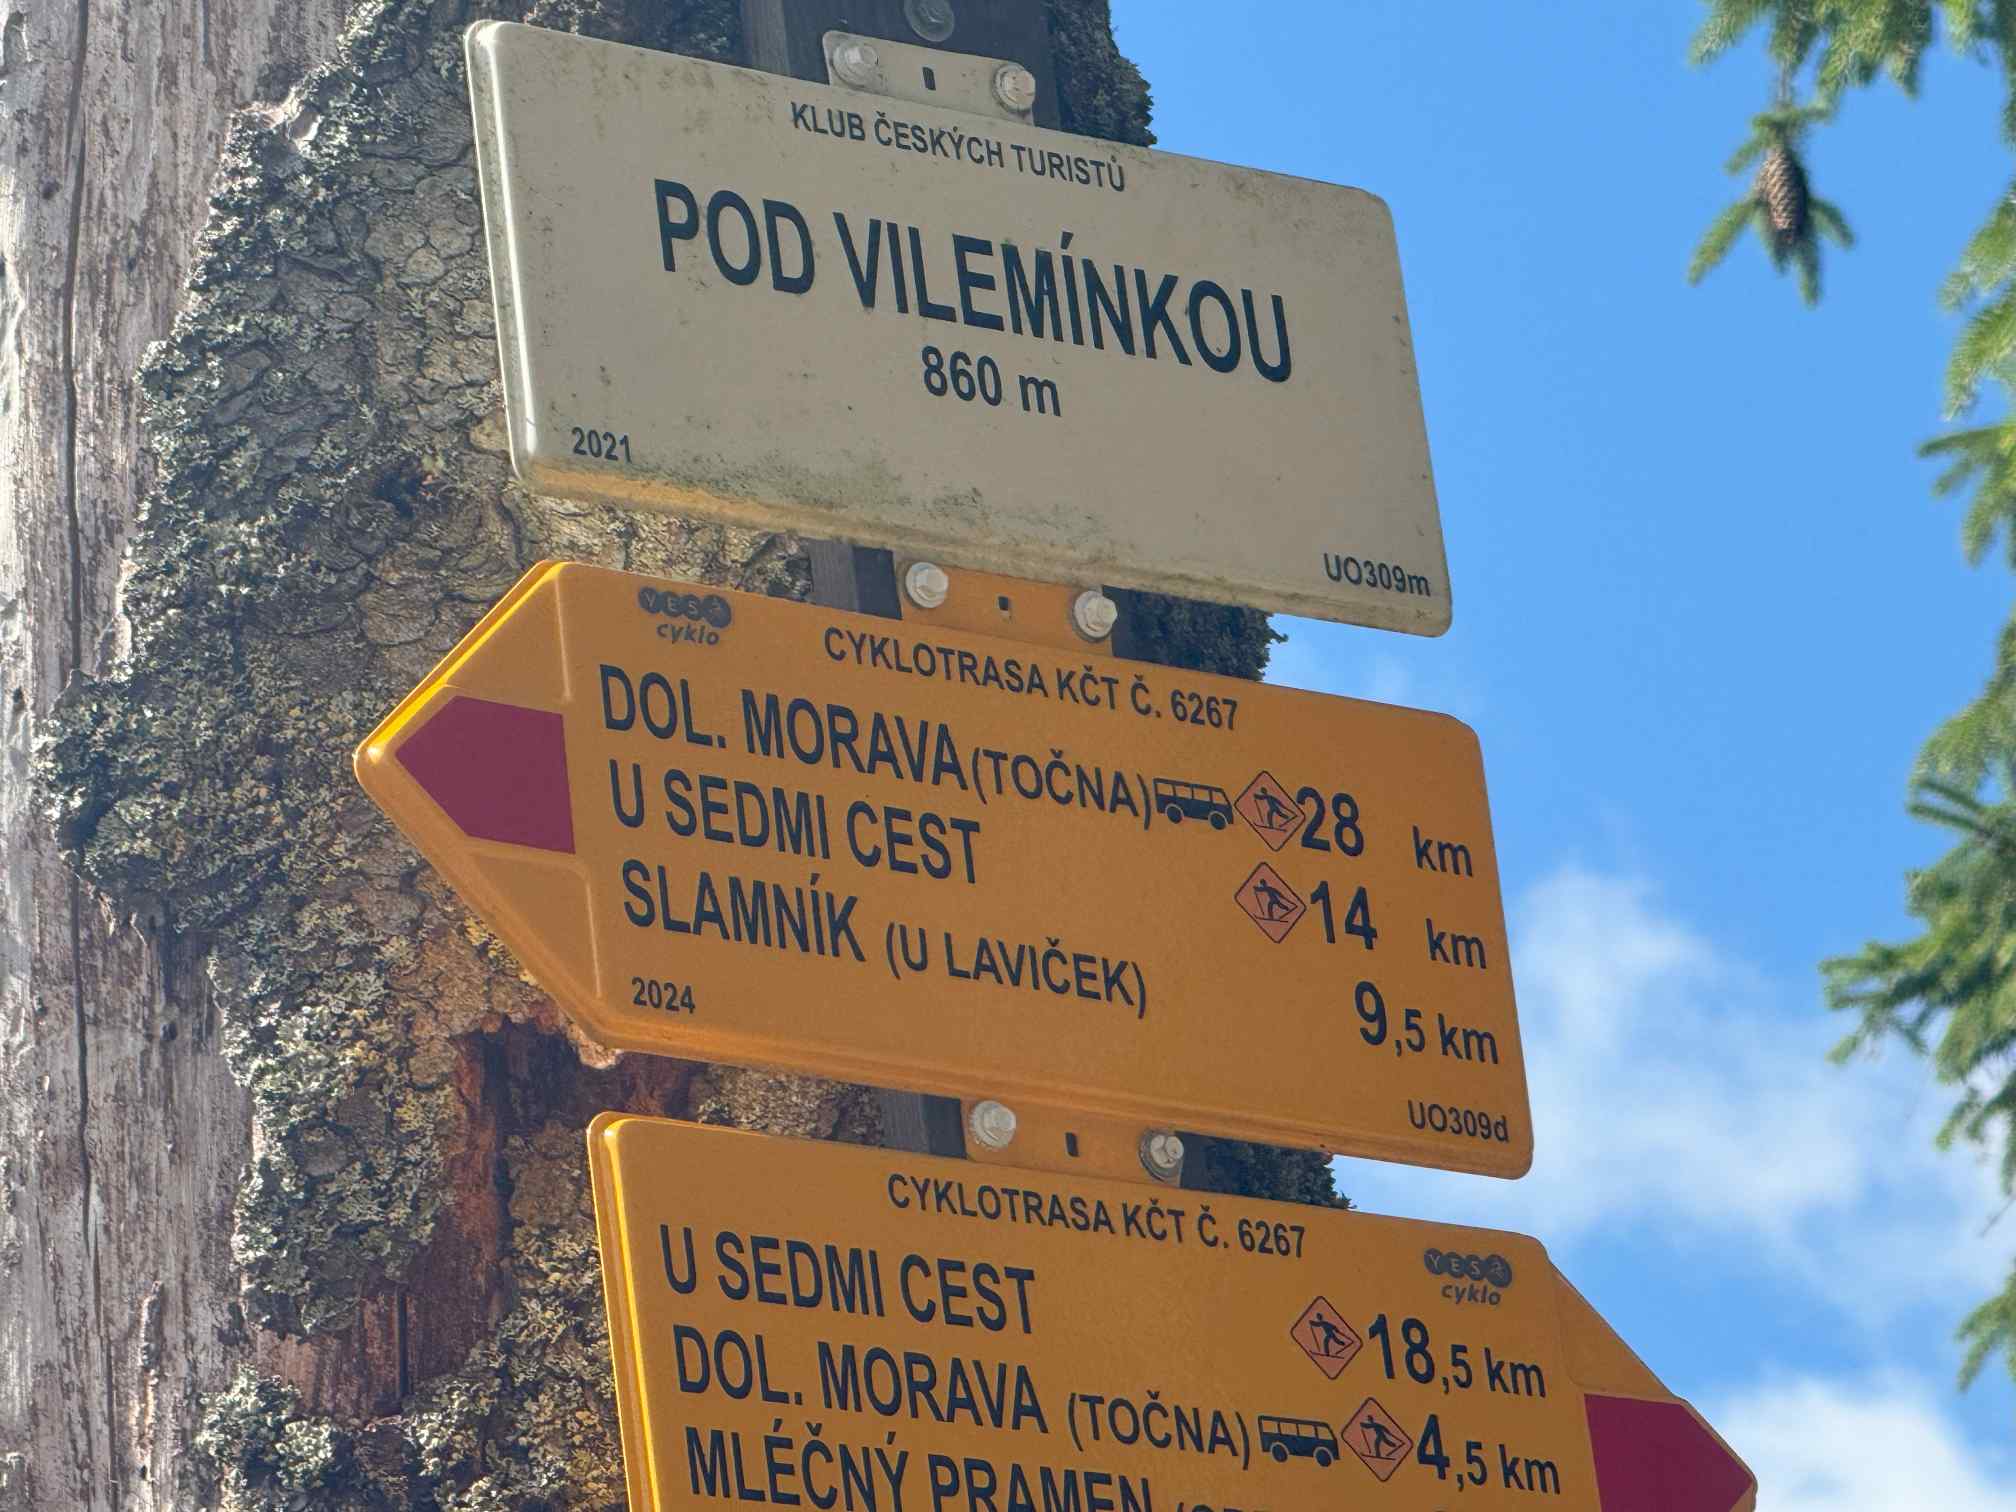 KLUB ČESKÝCH TURISTŮ
POD VILEMÍNKOU
860 m
2021
UO309m
YES
cyklo
CYKLOTRASA KČT Č. 6267
DOL. MORAVA (TOČNA) 28 km
U SEDMI CEST 14 km
SLAMNÍK (U LAVIČEK) 9,5 km
2024
UO309d
CYKLOTRASA KČT Č. 6267
YES
cyklo
U SEDMI CEST 18,5 km
DOL. MORAVA (TOČNA) 4,5 km
MLÉČNÝ PRAMEN